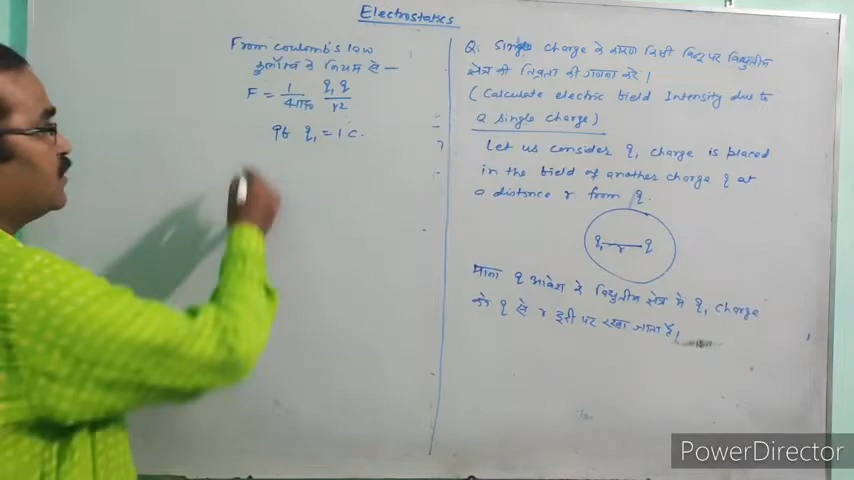 Electrostatics
From coulomb's law
कुलॉम्ब के नियम से —
F = 1/4πε₀ q₁q/r2
If q₁ = 1 C.
Q. Single charge के कारण किसी बिन्दु पर विद्युतीय
क्षेत्र की तिव्रता की गणना करें।
(Calculate electric field Intensity due to
a single charge)
Let us consider q₁ charge is placed
in the field of another charge q at
a distance r from q.
q₁ r q
माना q आवेश के विद्युतीय क्षेत्र में q₁ charge
को q से r दूरी पर रखा जाता है।
PowerDirector